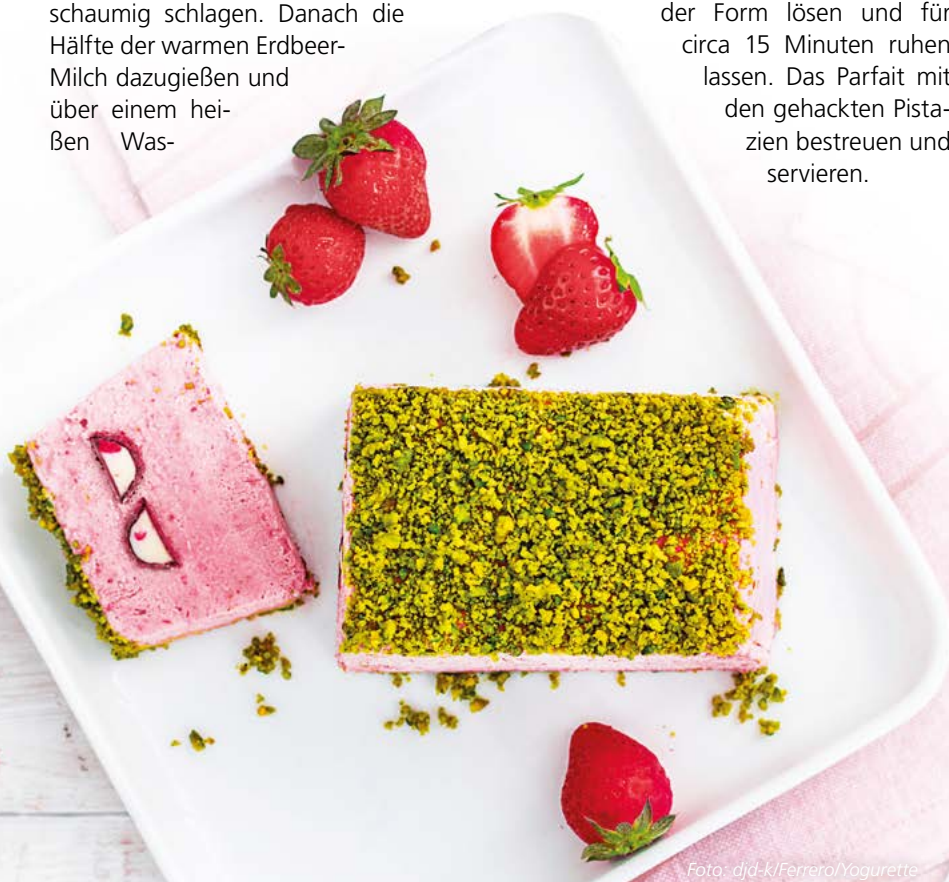 schaumig schlagen. Danach die
Hälfte der warmen Erdbeer-
Milch dazugießen und
über einem hei-
ßen Was-
der Form lösen und für
circa 15 Minuten ruhen
lassen. Das Parfait mit
den gehackten Pista-
zien bestreuen und
servieren.
Foto: djd-k/Ferrero/Yogurette